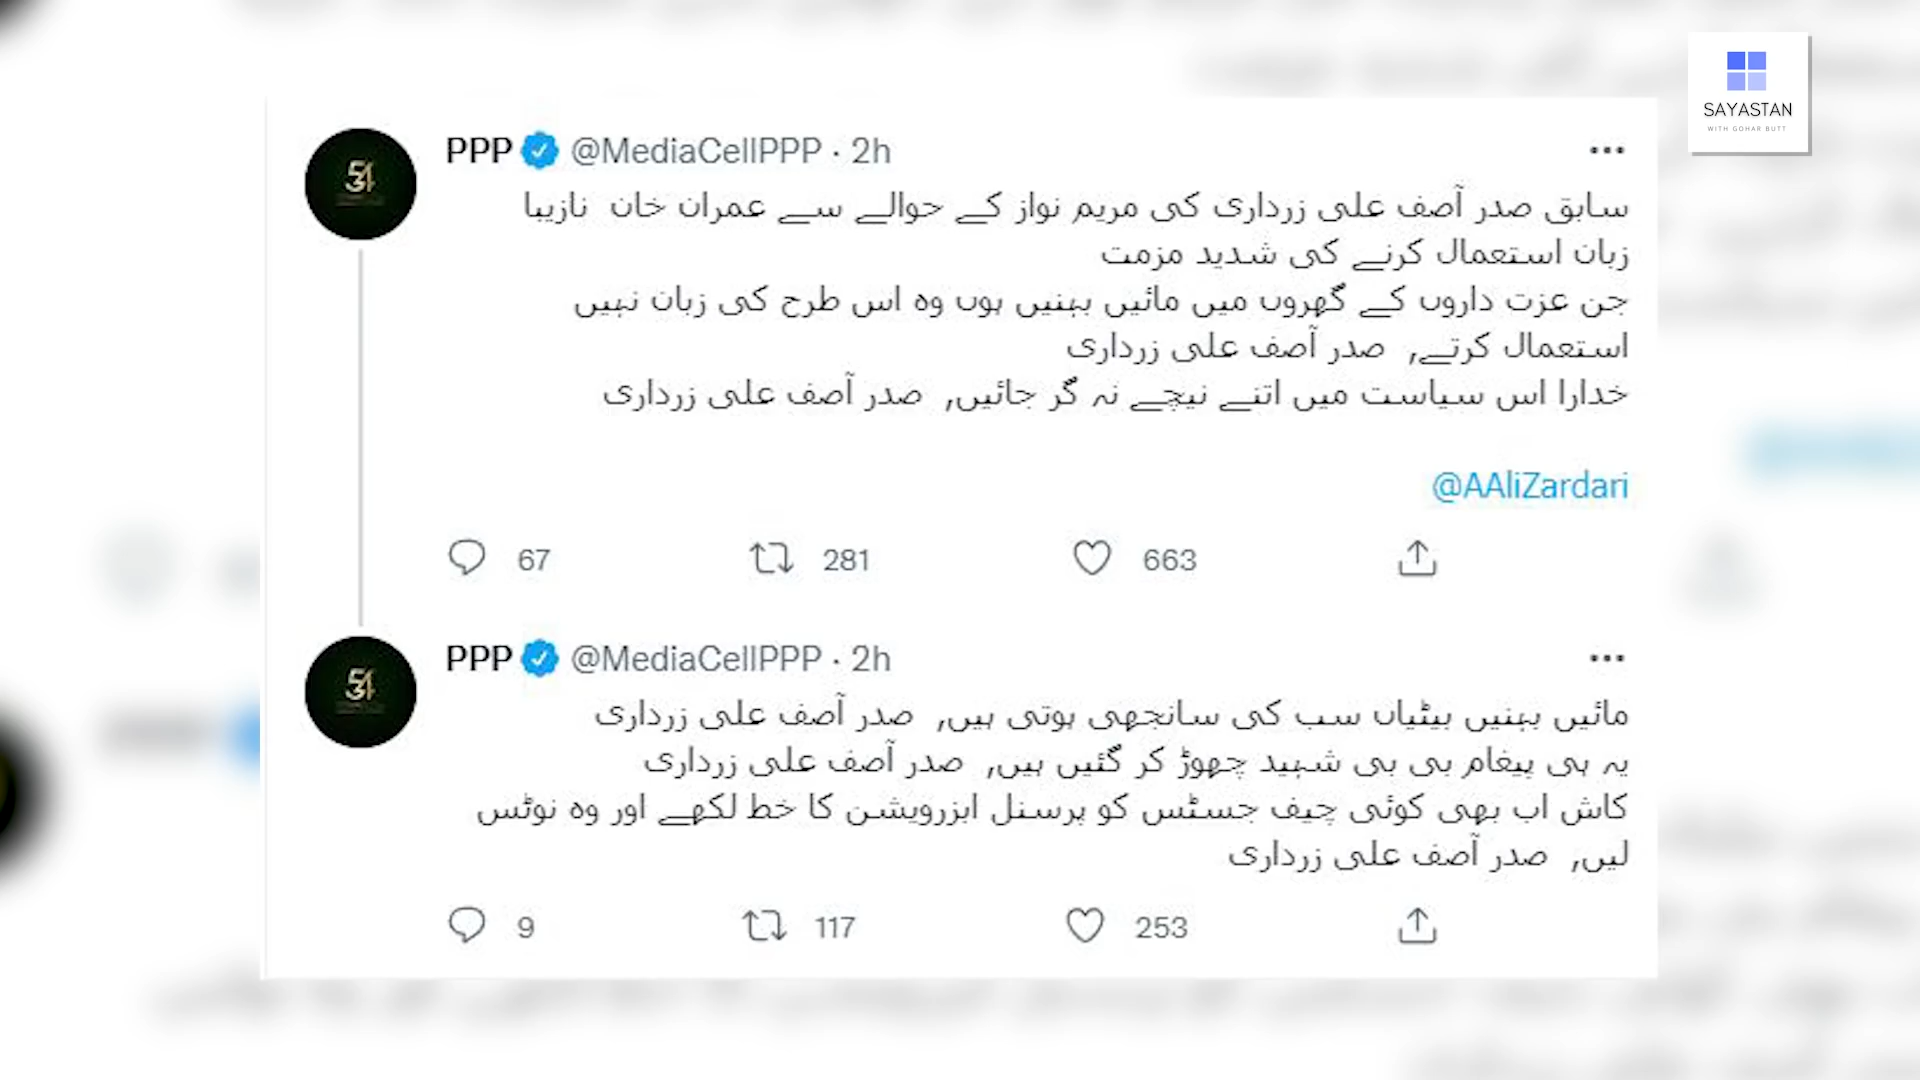 SAYASTAN
WITH GOHAR BUTT
PPP @MediaCellPPP · 2h
سابق صدر آصف علی زرداری کی مریم نواز کے حوالے سے عمران خان نازیبا
زبان استعمال کرنے کی شدید مزمت
جن عزت داروں کے گھروں میں مائیں بہنیں ہوں وہ اس طرح کی زبان نہیں
استعمال کرتے, صدر آصف علی زرداری
خدارا اس سیاست میں اتنے نیچے نہ گر جائیں, صدر آصف علی زرداری
@AAliZardari
67 281 663
PPP @MediaCellPPP · 2h
مائیں بہنیں بیٹیاں سب کی سانجھی ہوتی ہیں, صدر آصف علی زرداری
یہ ہی پیغام بی بی شہید چھوڑ کر گئیں ہیں, صدر آصف علی زرداری
کاش اب بھی کوئی چیف جسٹس کو پرسنل ابزرویشن کا خط لکھے اور وہ نوٹس
لیں, صدر آصف علی زرداری
9 117 253